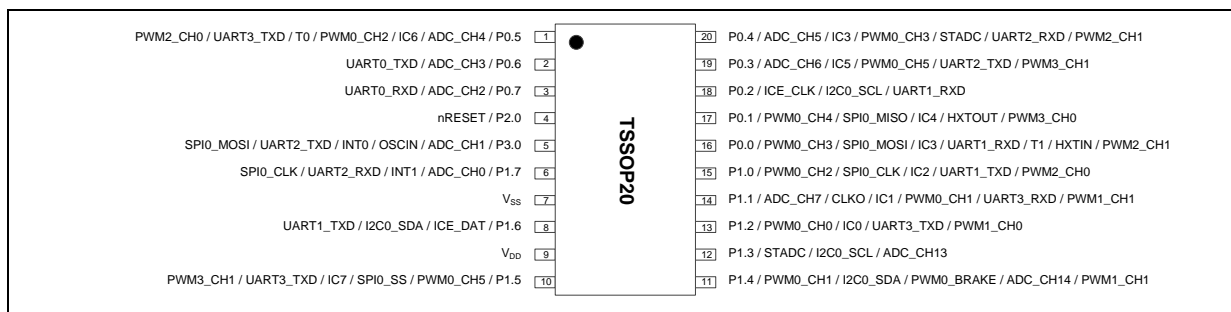 PWM2_CH0 / UART3_TXD / T0 / PWM0_CH2 / IC6 / ADC_CH4 / P0.5 1 20 P0.4 / ADC_CH5 / IC3 / PWM0_CH3 / STADC / UART2_RXD / PWM2_CH1
UART0_TXD / ADC_CH3 / P0.6 2 19 P0.3 / ADC_CH6 / IC5 / PWM0_CH5 / UART2_TXD / PWM3_CH1
UART0_RXD / ADC_CH2 / P0.7 3 18 P0.2 / ICE_CLK / I2C0_SCL / UART1_RXD
nRESET / P2.0 4 17 P0.1 / PWM0_CH4 / SPI0_MISO / IC4 / HXTOUT / PWM3_CH0
SPI0_MOSI / UART2_TXD / INT0 / OSCIN / ADC_CH1 / P3.0 5 16 P0.0 / PWM0_CH3 / SPI0_MOSI / IC3 / UART1_RXD / T1 / HXTIN / PWM2_CH1
SPI0_CLK / UART2_RXD / INT1 / ADC_CH0 / P1.7 6 15 P1.0 / PWM0_CH2 / SPI0_CLK / IC2 / UART1_TXD / PWM2_CH0
VSS 7 14 P1.1 / ADC_CH7 / CLKO / IC1 / PWM0_CH1 / UART3_RXD / PWM1_CH1
UART1_TXD / I2C0_SDA / ICE_DAT / P1.6 8 13 P1.2 / PWM0_CH0 / IC0 / UART3_TXD / PWM1_CH0
VDD 9 12 P1.3 / STADC / I2C0_SCL / ADC_CH13
PWM3_CH1 / UART3_TXD / IC7 / SPI0_SS / PWM0_CH5 / P1.5 10 11 P1.4 / PWM0_CH1 / I2C0_SDA / PWM0_BRAKE / ADC_CH14 / PWM1_CH1
TSSOP20